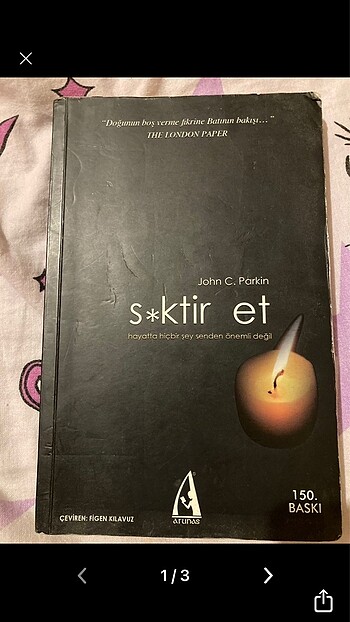 "Doğunun boş verme fikrine Batının bakışı..."
THE LONDON PAPER
John C. Parkin
s*ktir et
hayatta hiçbir şey senden önemli değil
150.
BASKI
ÇEVİREN: FİGEN KILAVUZ
arunas
1/3